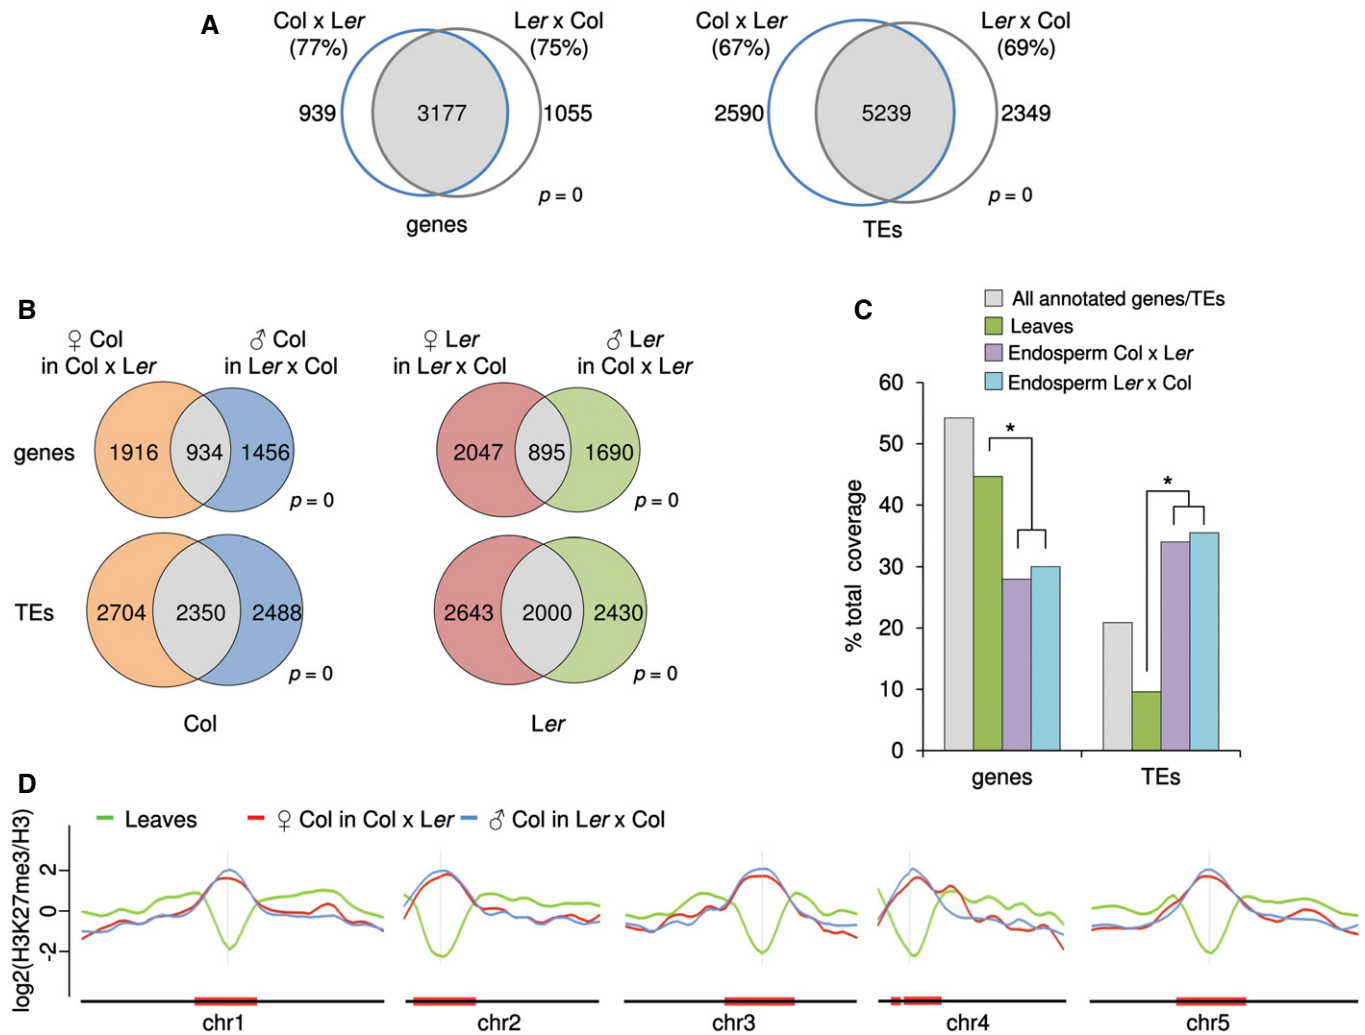 A
Col x Ler
(77%)
Ler x Col
(75%)
939
3177
1055
p = 0
genes
Col x Ler
(67%)
Ler x Col
(69%)
2590
5239
2349
p = 0
TEs
B
♀ Col
in Col x Ler
♂ Col
in Ler x Col
♀ Ler
in Ler x Col
♂ Ler
in Col x Ler
genes
1916
934
1456
p = 0
2047
895
1690
p = 0
TEs
2704
2350
2488
p = 0
2643
2000
2430
p = 0
Col
Ler
C
All annotated genes/TEs
Leaves
Endosperm Col x Ler
Endosperm Ler x Col
% total coverage
60
50
40
30
20
10
0
*
*
genes
TEs
D
Leaves
♀ Col in Col x Ler
♂ Col in Ler x Col
log2(H3K27me3/H3)
2
0
-2
chr1
chr2
chr3
chr4
chr5